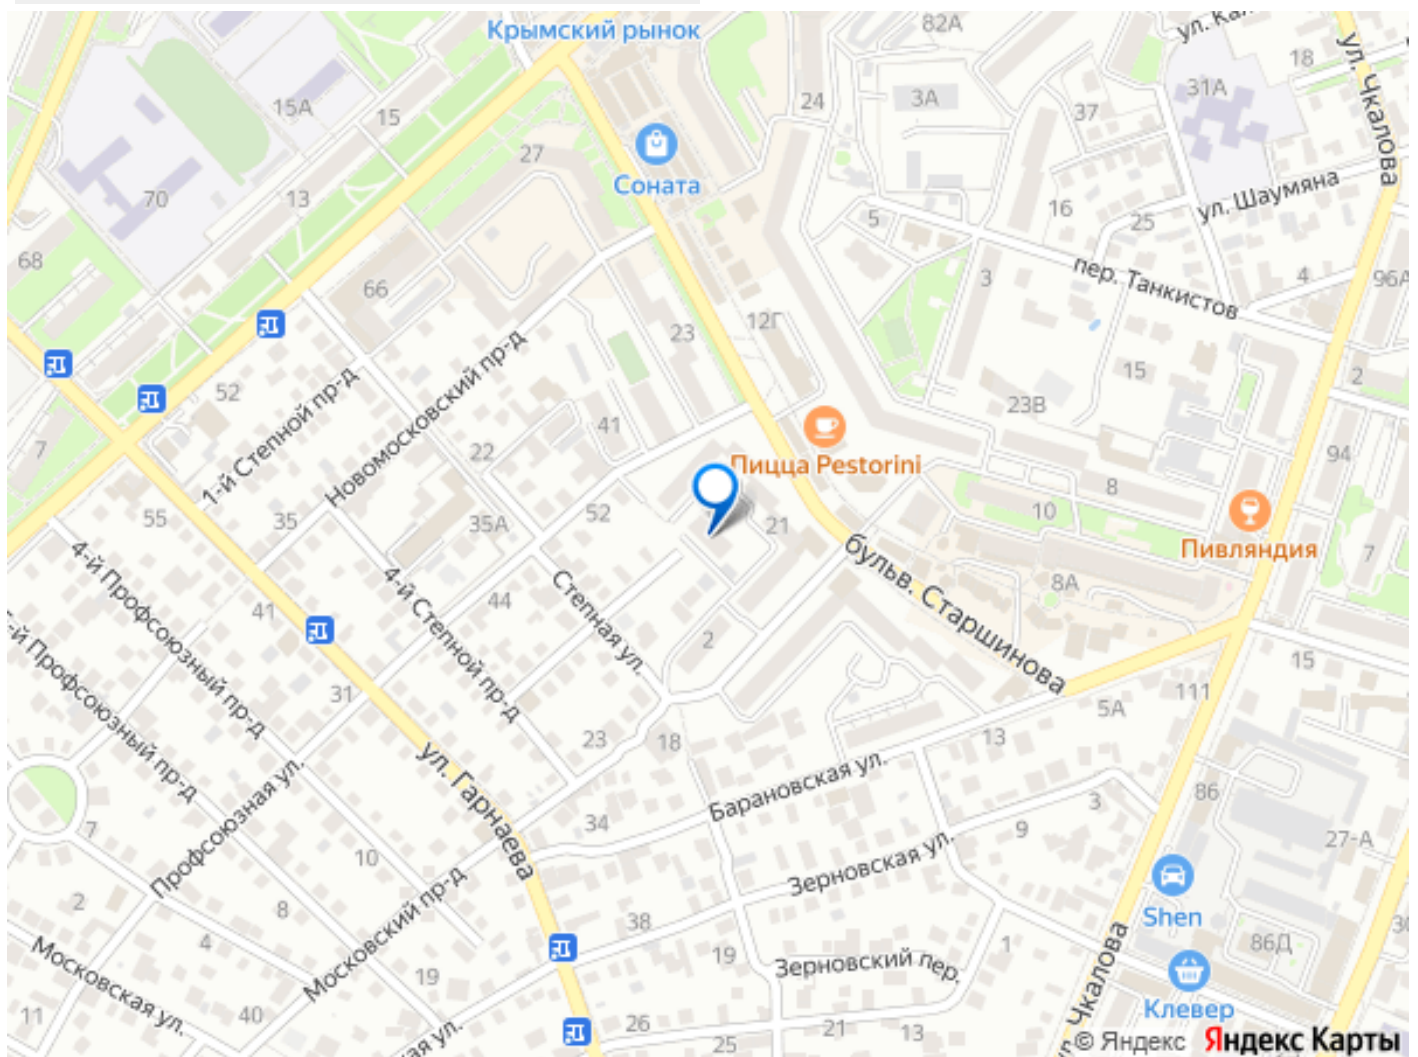 Крымский рынок
82А
ул. Чкалова
18
31А
15А
15
24
3А
37
27
Соната
70
13
5
16
25
ул. Шаумяна
68
3
пер. Танкистов
4
96А
66
12Г
23
52
1-й Степной пр-д
Новомосковский пр-д
22
41
15
2
23В
7
Пицца Pestorini
8
94
55
35
35А
52
21
10
Пивляндия
7
4-й Профсоюзный пр-д
41
4-й Степной пр-д
44
Степная ул.
бульв. Старшинова
8А
-й Профсоюзный пр-д
31
2
15
111
5А
23
18
13
ул. Гарнаева
Барановская ул.
3
86
Профсоюзная ул.
7
10
34
9
27-А
Зерновская ул.
Московский пр-д
2
8
4
38
19
1
Shen
86Д
Зерновский пер.
Московская ул.
19
Клевер
11
40
26
25
21
13
Чкалова
© Яндекс Яндекс Карты